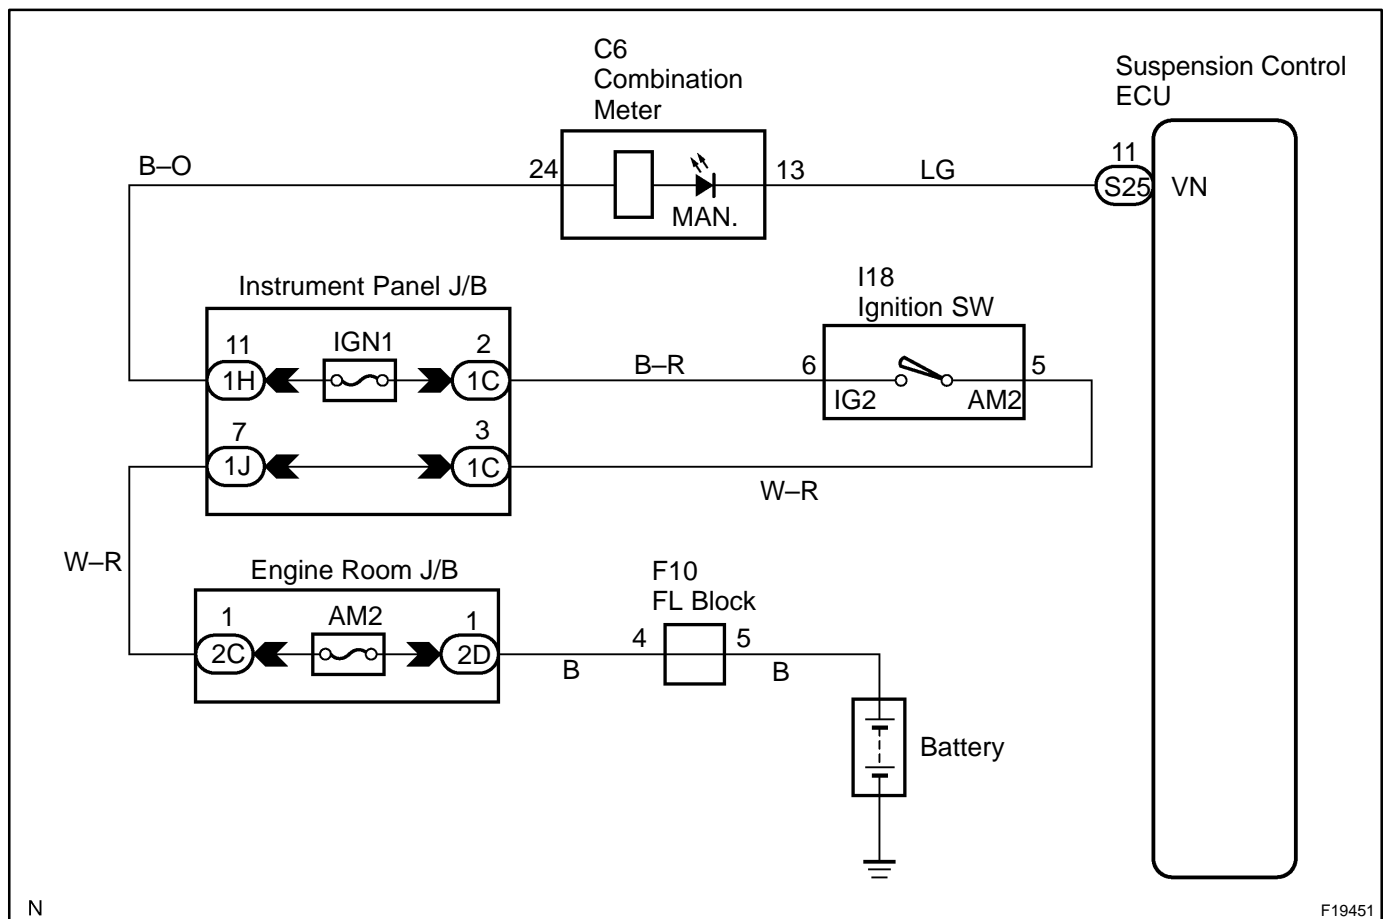 C6
Combination
Meter
Suspension Control
ECU
B–O
24
13
LG
11
S25
VN
MAN.
Instrument Panel J/B
I18
Ignition SW
11
IGN1
2
1H
1C
B–R
6
5
IG2
AM2
7
3
1J
1C
W–R
W–R
Engine Room J/B
F10
FL Block
1
AM2
1
2C
2D
4
5
B
B
Battery
N
F19451